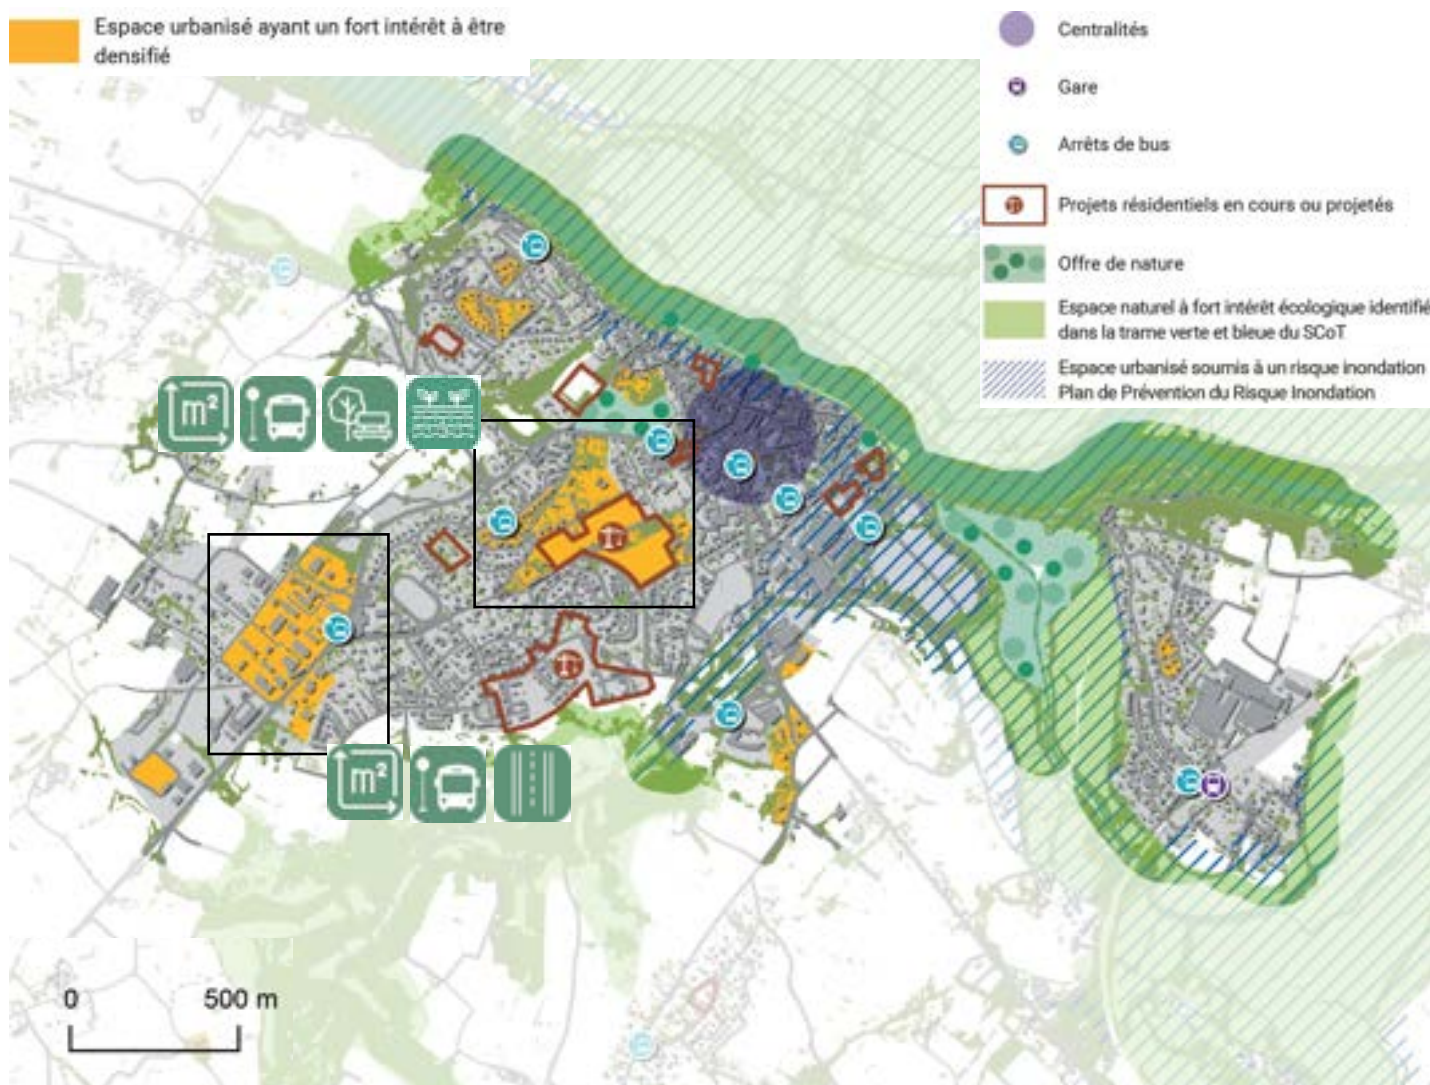 Espace urbanisé ayant un fort intérêt à être
densifié
Centralités
Gare
Arrêts de bus
Projets résidentiels en cours ou projetés
Offre de nature
Espace naturel à fort intérêt écologique identifié
dans la trame verte et bleue du SCoT
Espace urbanisé soumis à un risque inondation
Plan de Prévention du Risque Inondation
m²
m²
0 500 m